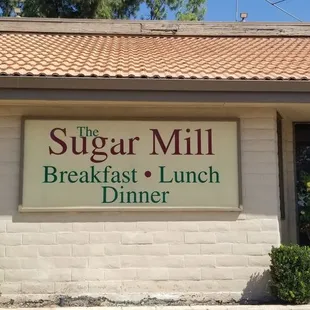 The
Sugar Mill
Breakfast • Lunch
Dinner